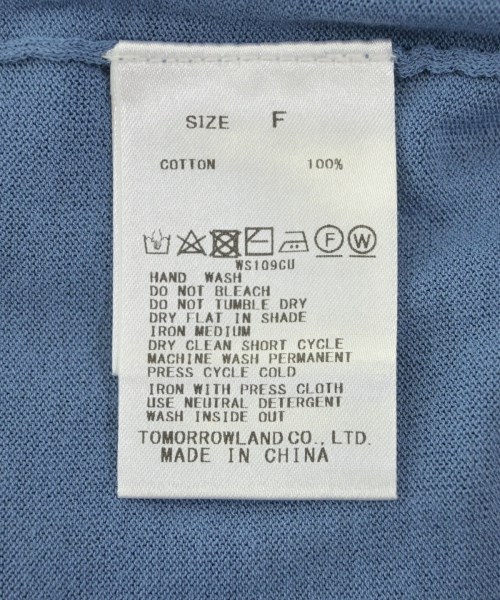 SIZE F
COTTON 100%
F W
WS109CU
HAND WASH
DO NOT BLEACH
DO NOT TUMBLE DRY
DRY FLAT IN SHADE
IRON MEDIUM
DRY CLEAN SHORT CYCLE
MACHINE WASH PERMANENT
PRESS CYCLE COLD
IRON WITH PRESS CLOTH
USE NEUTRAL DETERGENT
WASH INSIDE OUT
TOMORROWLAND CO., LTD.
MADE IN CHINA